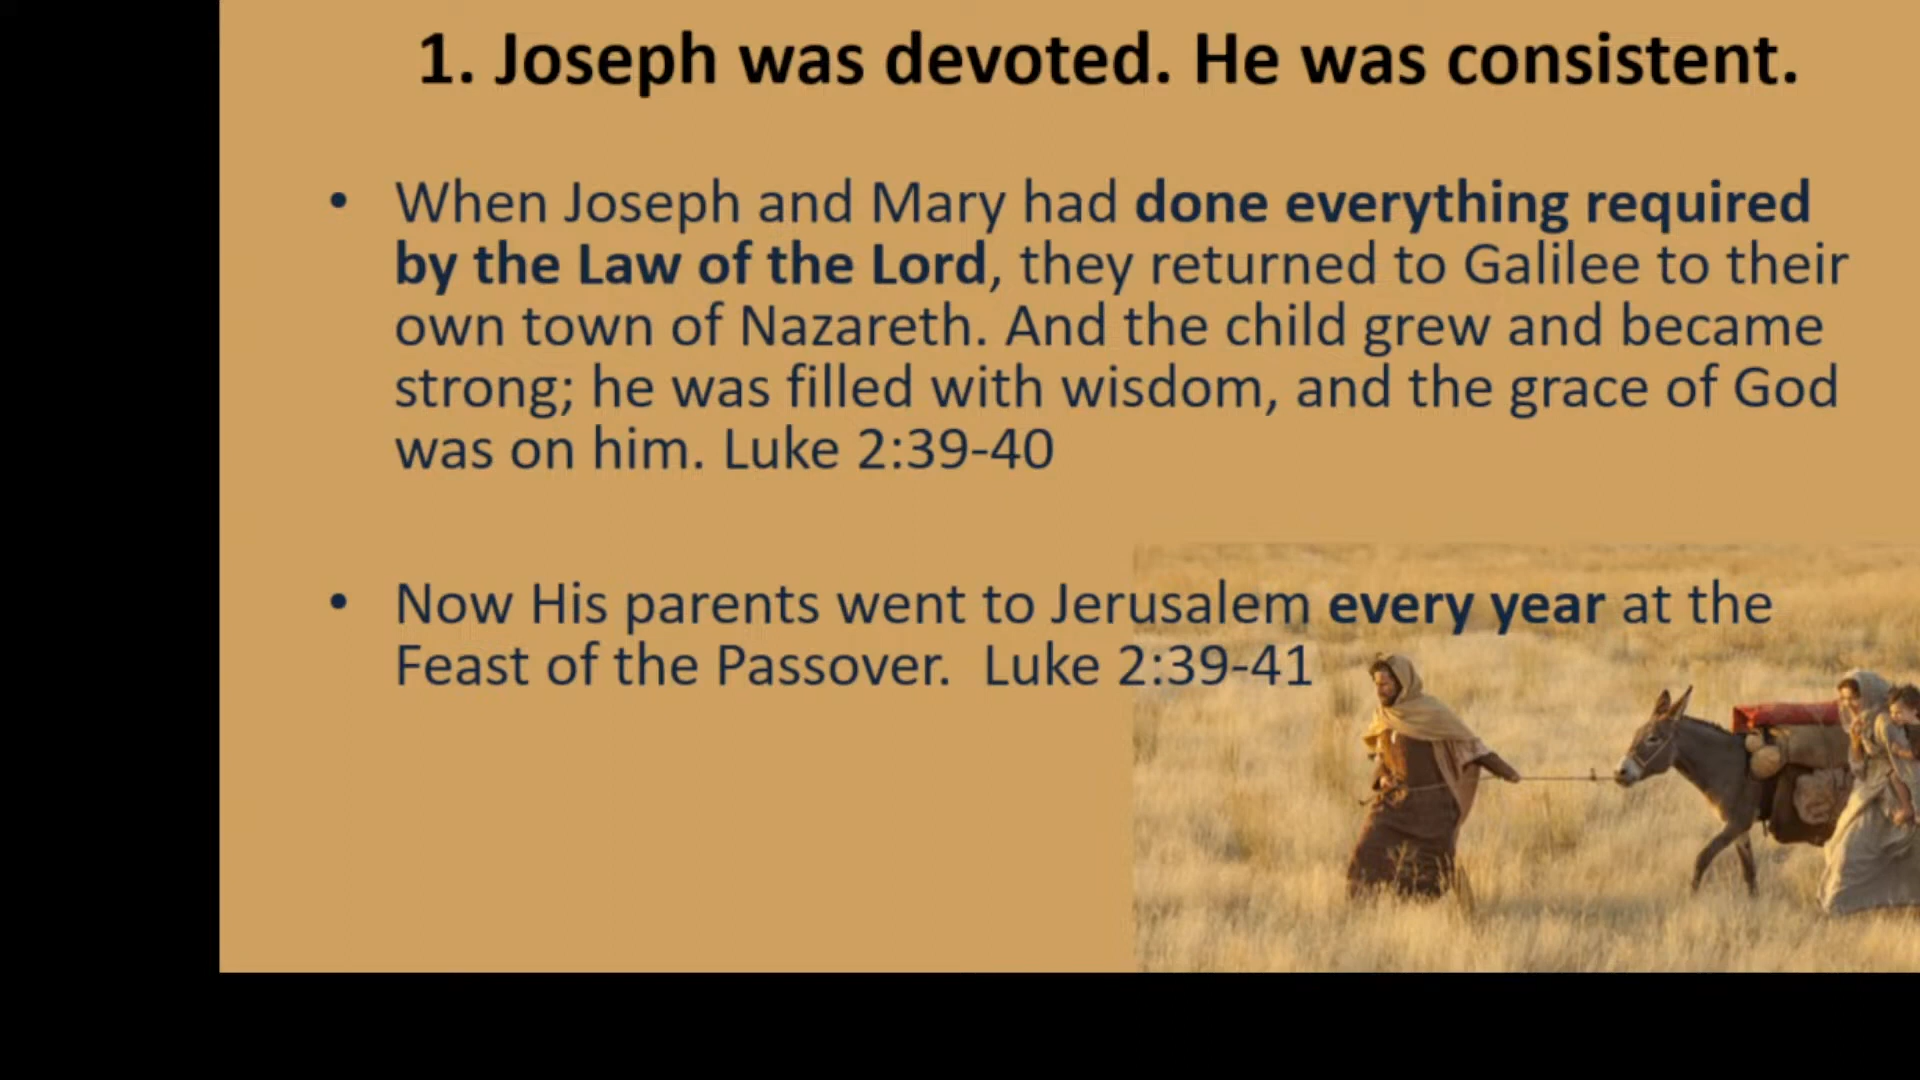 1. Joseph was devoted. He was consistent.
• When Joseph and Mary had done everything required
by the Law of the Lord, they returned to Galilee to their
own town of Nazareth. And the child grew and became
strong; he was filled with wisdom, and the grace of God
was on him. Luke 2:39-40
• Now His parents went to Jerusalem every year at the
Feast of the Passover.  Luke 2:39-41